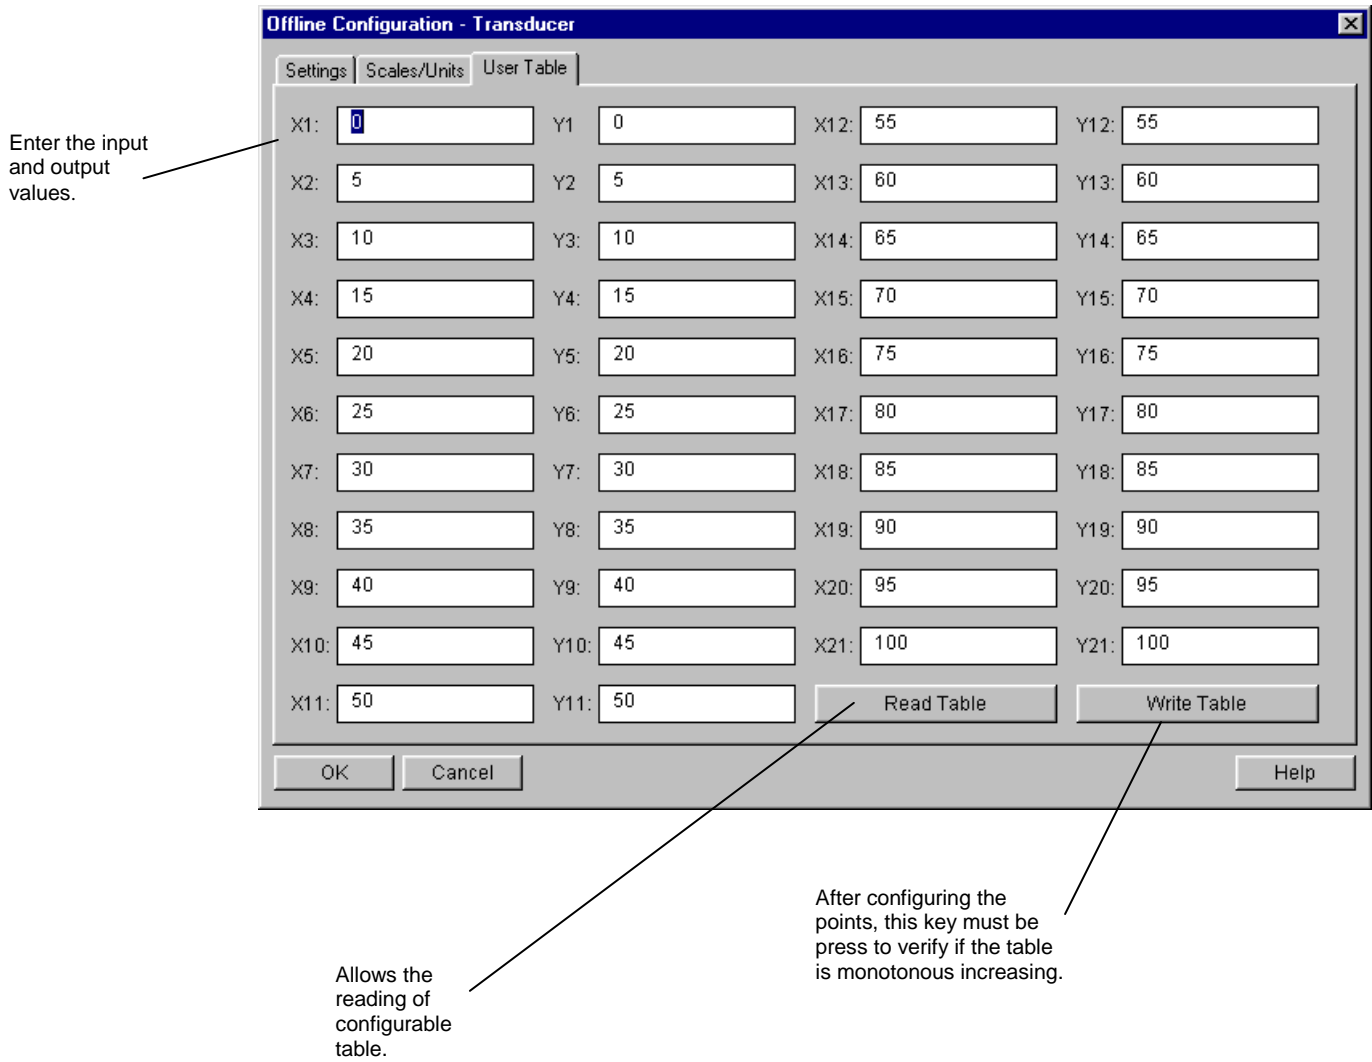 Offline Configuration - Transducer
Settings Scales/Units User Table
Enter the input
and output
values.
X1: 0 Y1 0 X12: 55 Y12: 55
X2: 5 Y2 5 X13: 60 Y13: 60
X3: 10 Y3: 10 X14: 65 Y14: 65
X4: 15 Y4: 15 X15: 70 Y15: 70
X5: 20 Y5: 20 X16: 75 Y16: 75
X6: 25 Y6: 25 X17: 80 Y17: 80
X7: 30 Y7: 30 X18: 85 Y18: 85
X8: 35 Y8: 35 X19: 90 Y19: 90
X9: 40 Y9: 40 X20: 95 Y20: 95
X10: 45 Y10: 45 X21: 100 Y21: 100
X11: 50 Y11: 50 Read Table Write Table
OK Cancel Help
After configuring the
points, this key must be
press to verify if the table
is monotonous increasing.
Allows the
reading of
configurable
table.